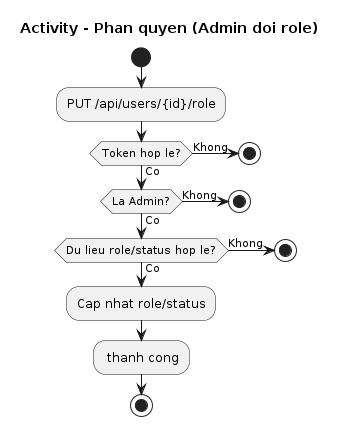 Activity - Phan quyen (Admin doi role)
PUT /api/users/{id}/role
Token hop le?
Khong
Co
La Admin?
Khong
Co
Du lieu role/status hop le?
Khong
Co
Cap nhat role/status
thanh cong